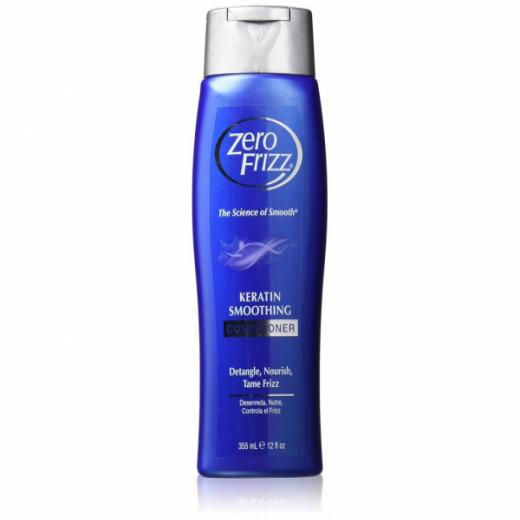 Zero
Frizz®
The Science of Smooth®
KERATIN
SMOOTHING
CONDITIONER
Detangle, Nourish,
Tame Frizz
Desenreda, Nutre,
Controla el Frizz
355 mL e 12 fl oz